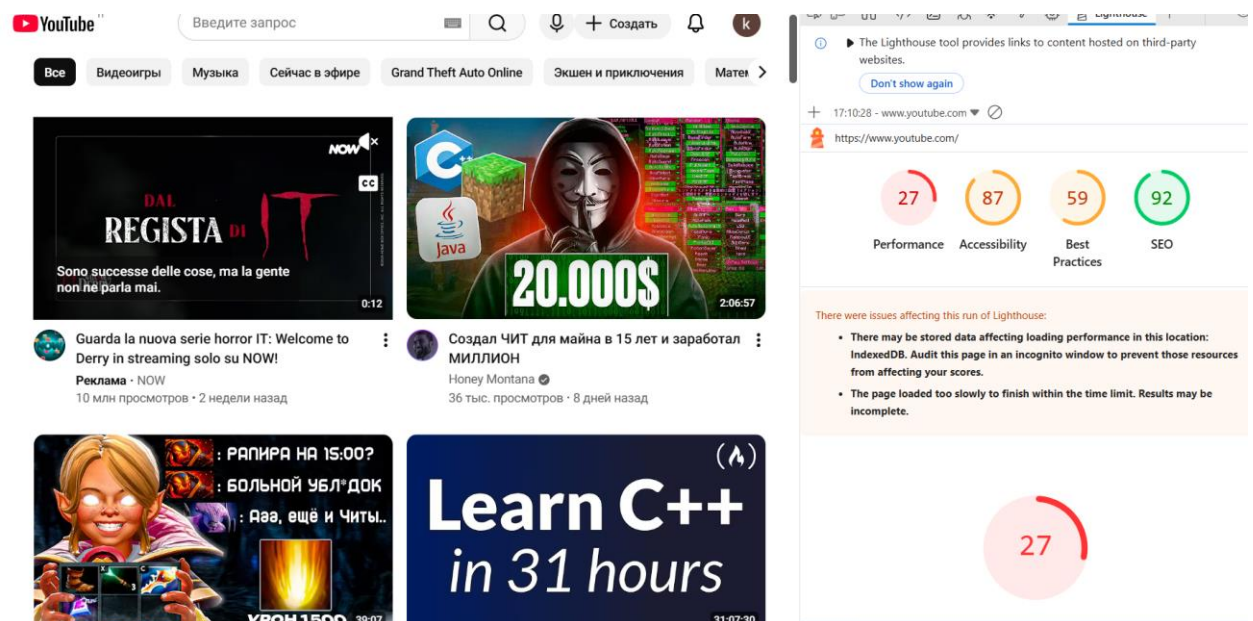 YouTube
Введите запрос
Создать
k
Все
Видеоигры
Музыка
Сейчас в эфире
Grand Theft Auto Online
Экшен и приключения
NOW
CC
DAL
REGISTA DI IT
Sono successe delle cose, ma la gente
non ne parla mai.
0:12
Guarda la nuova serie horror IT: Welcome to
Derry in streaming solo su NOW!
Реклама • NOW
10 млн просмотров • 2 недели назад
C++
Java
20.000$
2:06:57
Создал ЧИТ для майна в 15 лет и заработал
МИЛЛИОН
Honey Montana
36 тыс. просмотров • 8 дней назад
: РАПИРА НА 15:00?
: БОЛЬНОЙ УБЛ*ДОК
: Ааа, ещё и Читы..
УРОН 1500
39:07
Learn C++
in 31 hours
31:07:30
Lighthouse
The Lighthouse tool provides links to content hosted on third-party
websites.
Don't show again
17:10:28 - www.youtube.com
https://www.youtube.com/
27
87
59
92
Performance
Accessibility
Best
Practices
SEO
There were issues affecting this run of Lighthouse:
• There may be stored data affecting loading performance in this location:
IndexedDB. Audit this page in an incognito window to prevent those resources
from affecting your scores.
• The page loaded too slowly to finish within the time limit. Results may be
incomplete.
27